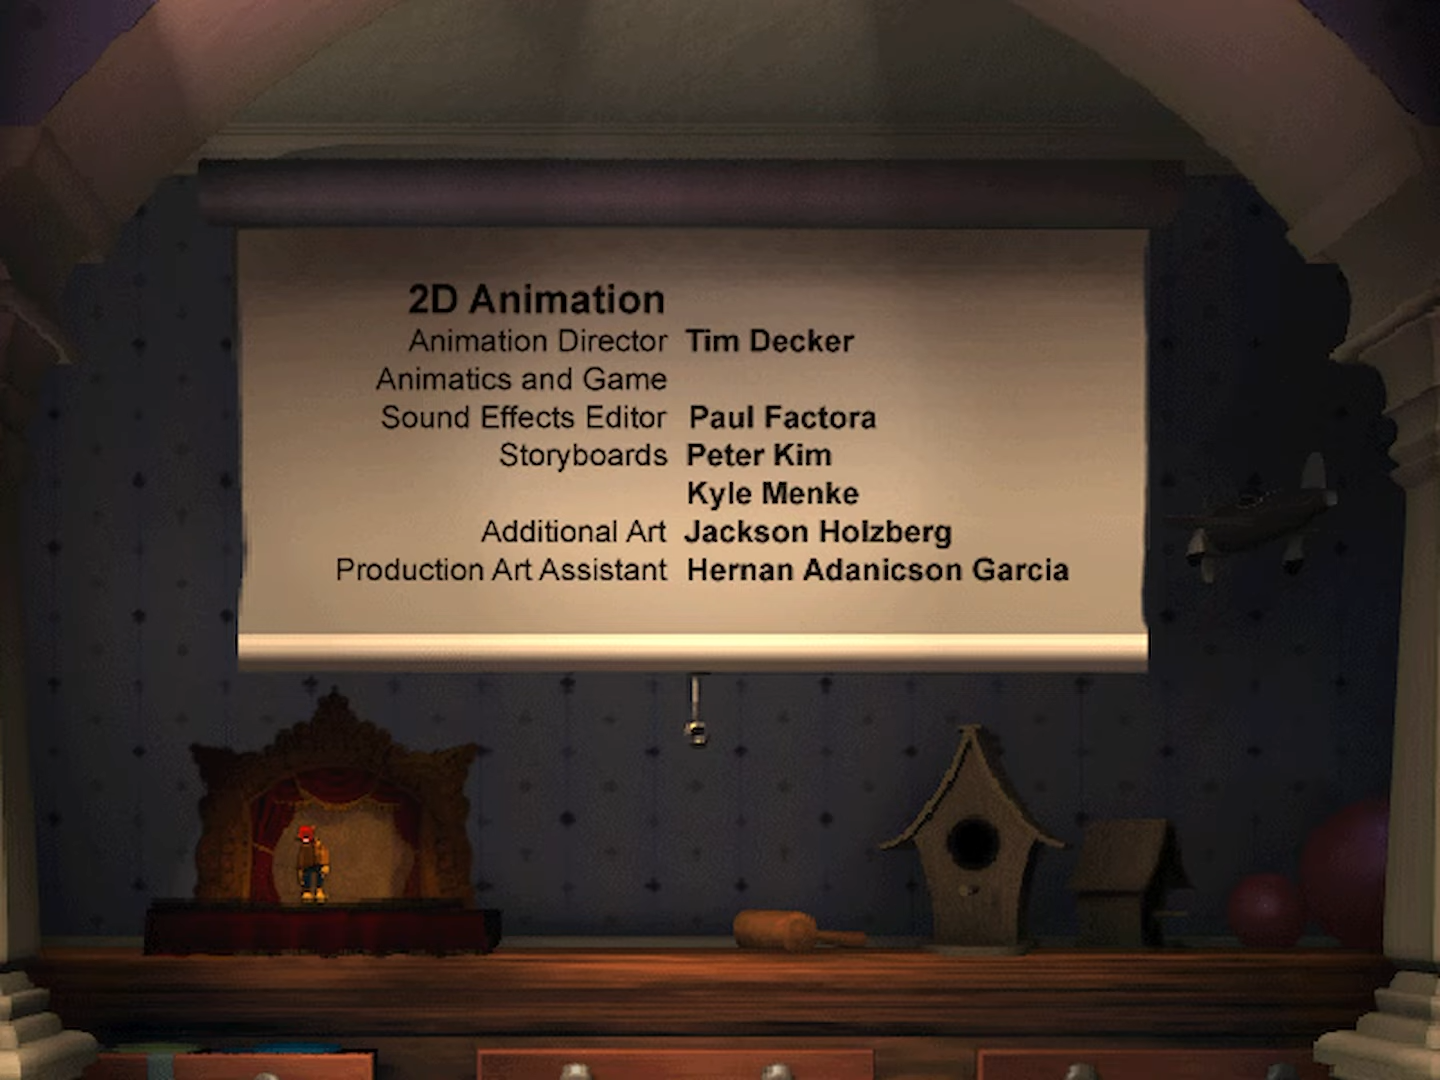 2D Animation
Animation Director Tim Decker
Animatics and Game
Sound Effects Editor Paul Factora
Storyboards Peter Kim
Kyle Menke
Additional Art Jackson Holzberg
Production Art Assistant Hernan Adanicson Garcia